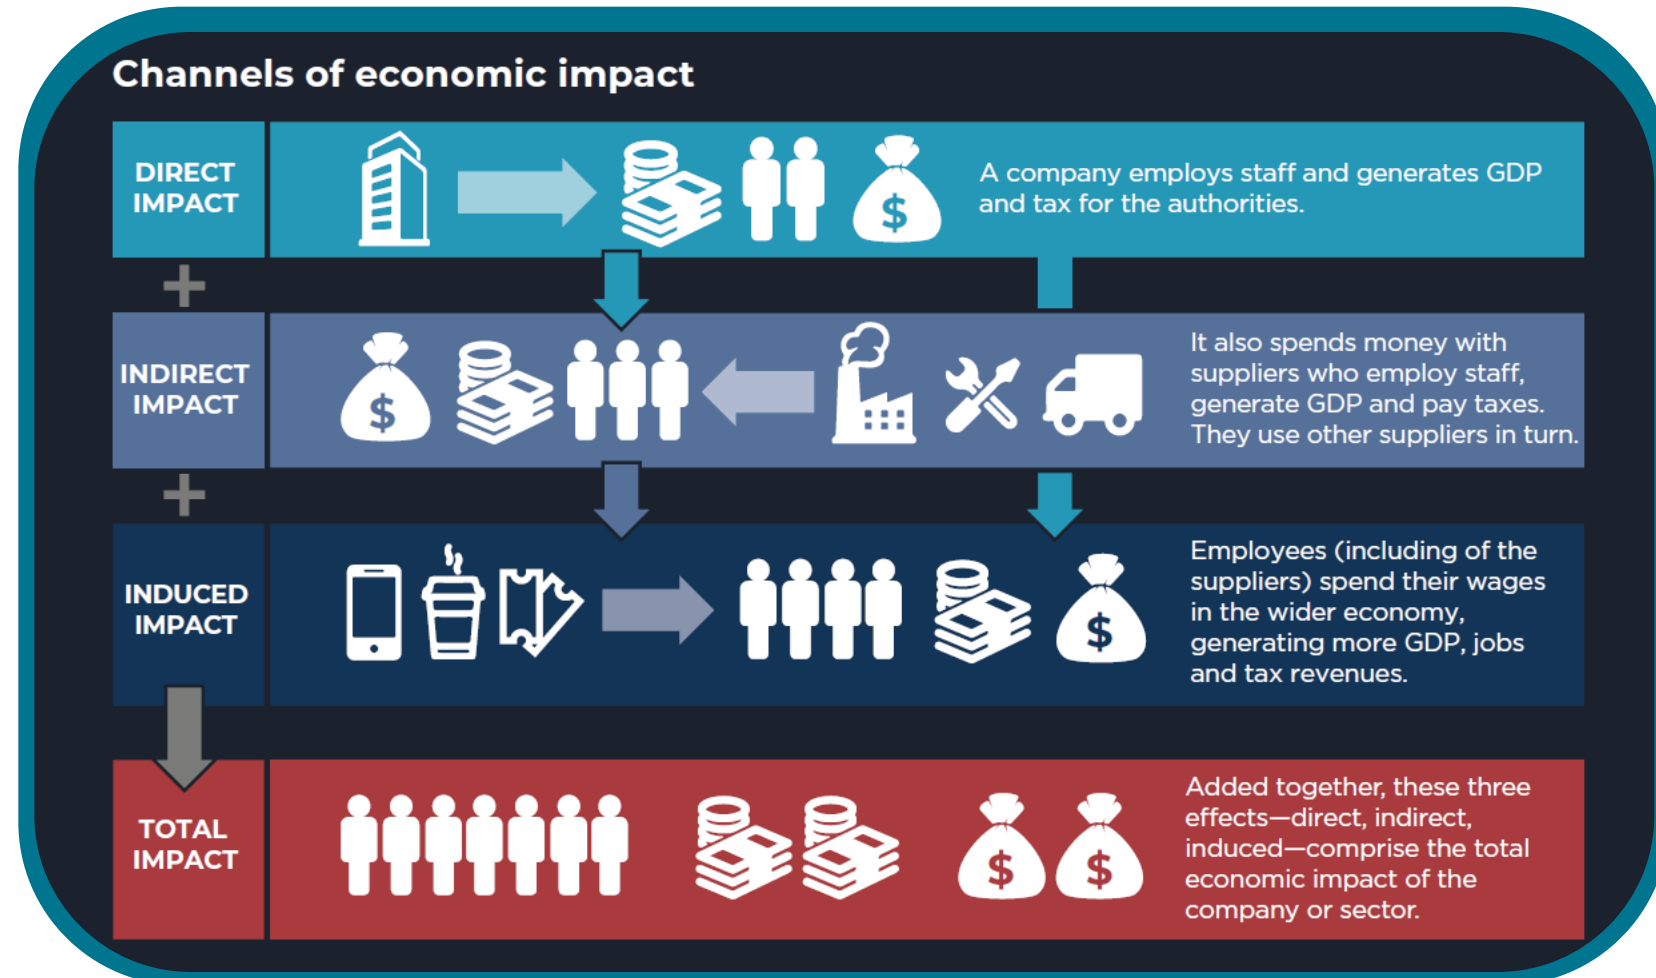 Channels of economic impact
DIRECT
IMPACT
$
A company employs staff and generates GDP
and tax for the authorities.
+
INDIRECT
IMPACT
$
It also spends money with
suppliers who employ staff,
generate GDP and pay taxes.
They use other suppliers in turn.
+
INDUCED
IMPACT
$
Employees (including of the
suppliers) spend their wages
in the wider economy,
generating more GDP, jobs
and tax revenues.
TOTAL
IMPACT
$ $
Added together, these three
effects—direct, indirect,
induced—comprise the total
economic impact of the
company or sector.